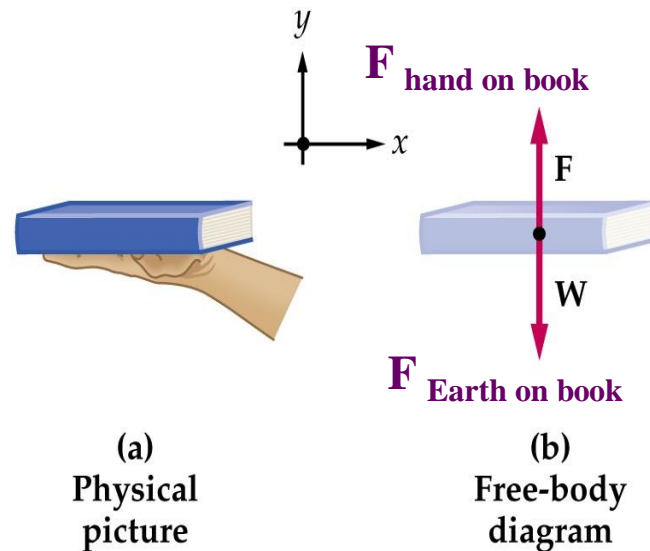 y
x
F hand on book
F
W
F Earth on book
(a)
Physical
picture
(b)
Free-body
diagram